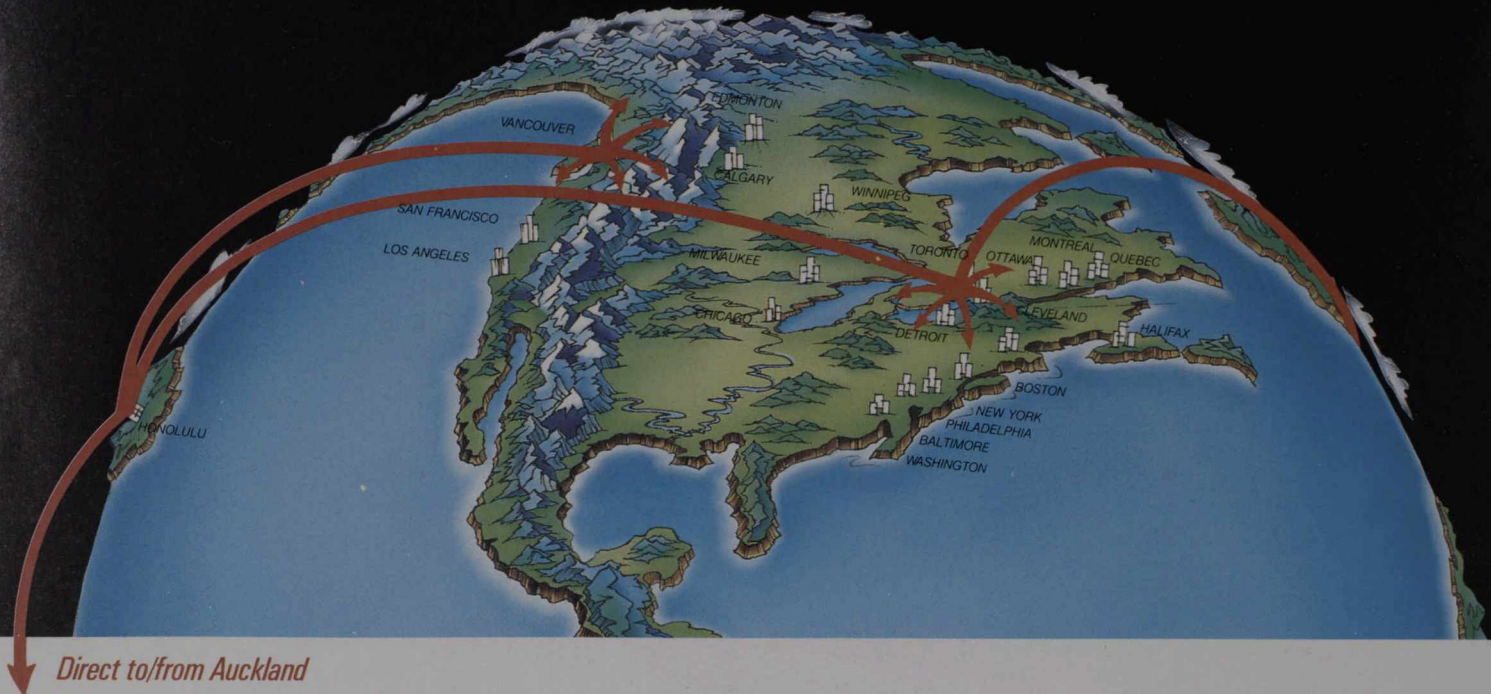 EDMONTON
VANCOUVER
CALGARY
WINNIPEG
SAN FRANCISCO
LOS ANGELES
MILWAUKEE
TORONTO
OTTAWA
MONTREAL
QUEBEC
CHICAGO
DETROIT
LEVELAND
HALIFAX
BOSTON
NEW YORK
PHILADELPHIA
BALTIMORE
WASHINGTON
HONOLULU
Direct to/from Auckland